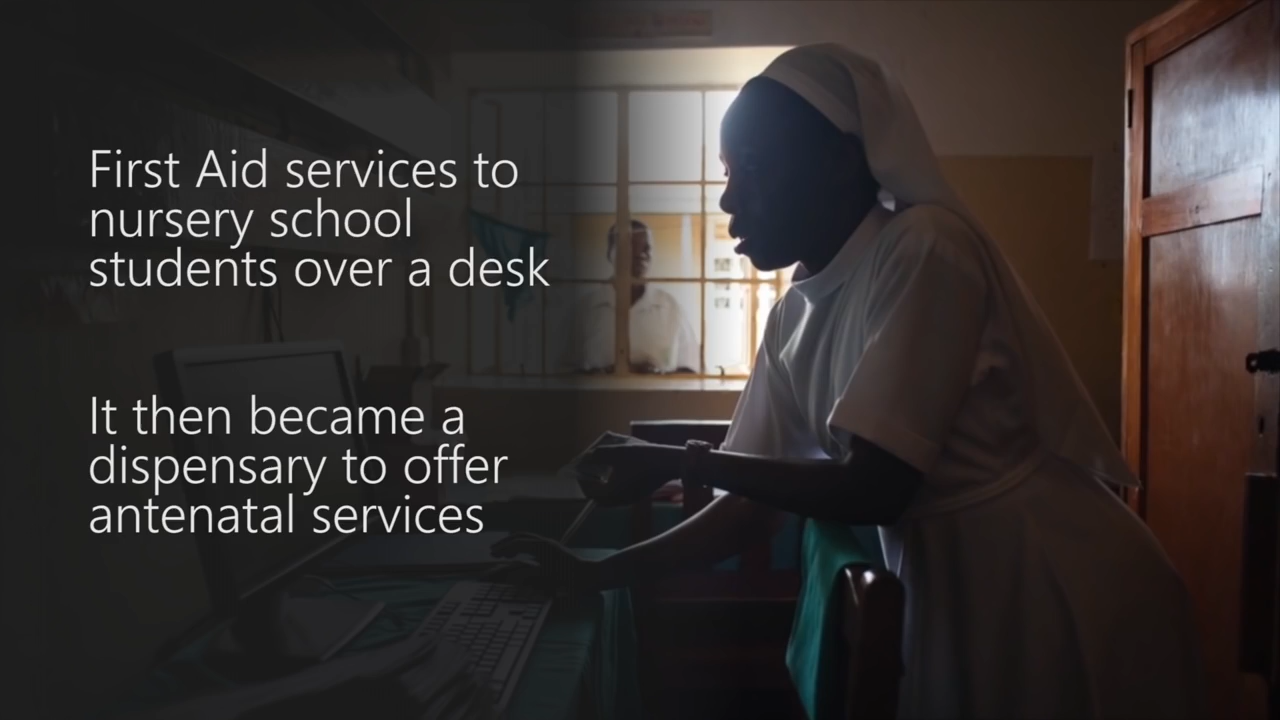 First Aid services to
nursery school
students over a desk
It then became a
dispensary to offer
antenatal services